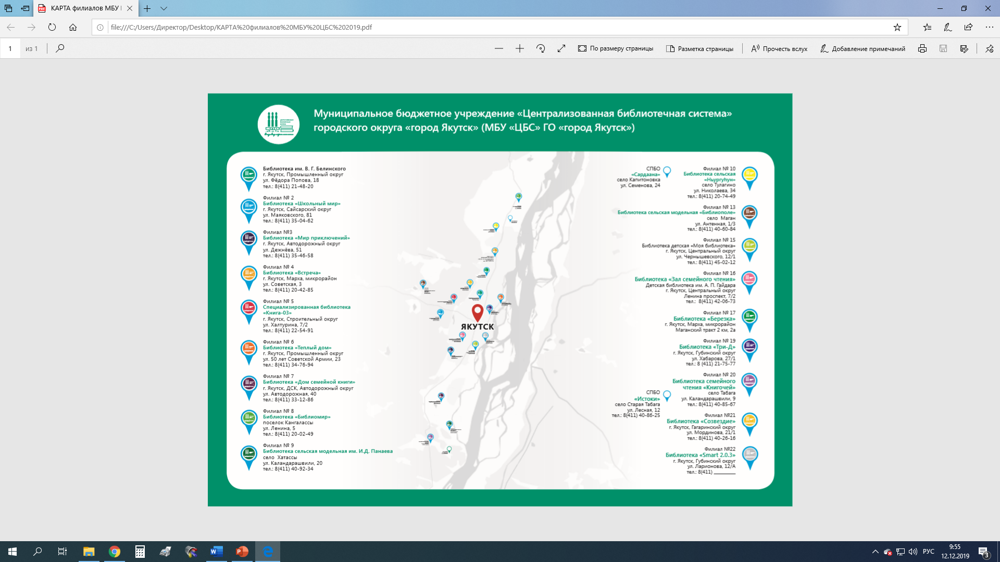 КАРТА филиалов МБУ
file:///C:/Users/Директор/Desktop/КАРТА%20филиалов%20МБУ%20ЦБС%202019.pdf
1 из 1
По размеру страницы
Разметка страницы
Прочесть вслух
Добавление примечаний
Муниципальное бюджетное учреждение «Централизованная библиотечная система»
городского округа «город Якутск» (МБУ «ЦБС» ГО «город Якутск»)
Библиотека им. В. Г. Белинского
г. Якутск, Промышленный округ
ул. Фёдора Попова, 18
тел.: 8(411) 21-48-20
Филиал № 2
Библиотека «Школьный мир»
г. Якутск, Сайсарский округ
ул. Маяковского, 81
тел.: 8(411) 35-04-62
Филиал №3
Библиотека «Мир приключений»
г. Якутск, Автодорожный округ
ул. Дежнёва, 51
тел.: 8(411) 35-46-58
Филиал № 4
Библиотека «Встреча»
г. Якутск, Марха, микрорайон
ул. Советская, 3
тел.: 8(411) 20-42-85
Филиал № 5
Специализированная библиотека
«Книга-03»
г. Якутск, Строительный округ
ул. Халтурина, 7/2
тел.: 8(411) 22-54-91
Филиал № 6
Библиотека «Теплый дом»
г. Якутск, Промышленный округ
ул. 50 лет Советской Армии, 23
тел.: 8(411) 34-76-94
Филиал № 7
Библиотека «Дом семейной книги»
г. Якутск, ДСК, Автодорожный округ
ул. Автодорожная, 40
тел.: 8(411) 33-12-86
Филиал № 8
Библиотека «Библиомир»
поселок Кангалассы
ул. Ленина, 5
тел.: 8(411) 20-02-49
Филиал № 9
Библиотека сельская модельная им. И.Д. Панаева
село Хатассы
ул. Каландарашвили, 20
тел.: 8(411) 40-92-34
ЯКУТСК
СПБО
«Сардаана»
село Капитоновка
ул. Семенова, 24
Филиал № 10
Библиотека сельская
«Ньургуһун»
село Тулагино
ул. Николаева, 34
тел.: 8(411) 20-74-49
Филиал № 13
Библиотека сельская модельная «Библиополе»
село Маган
ул. Антенная, 1/3
тел.: 8(411) 40-60-84
Филиал № 15
Библиотека детская «Моя библиотека»
г. Якутск, Центральный округ
ул. Чернышевского, 12/1
тел.: 8(411) 45-02-12
Филиал № 16
Библиотека «Зал семейного чтения»
Детская библиотека им. А. П. Гайдара
г. Якутск, Центральный округ
Ленина проспект, 7/2
тел.: 8(411) 42-06-73
Филиал № 17
Библиотека «Березка»
г. Якутск, Марха, микрорайон
Маганский тракт 2 км, 2а
Филиал № 19
Библиотека «Три-Д»
г. Якутск, Губинский округ
ул. Хабарова, 27/1
тел.: 8 (411) 21-75-77
Филиал № 20
Библиотека семейного
чтения «Книгочей»
село Табага
ул. Каландарашвили, 9
тел.: 8(411) 40-85-67
СПБО
«Истоки»
село Старая Табага
ул. Лесная, 12
тел.: 8(411) 40-86-25
Филиал №21
Библиотека «Созвездие»
г. Якутск, Гагаринский округ
ул. Мординова, 21/1
тел.: 8(411) 40-26-16
Филиал №22
Библиотека «Smart 2.0.3»
г. Якутск, Губинский округ
ул. Ларионова, 12/А
тел.: 8(411) ________
РУС
9:55
12.12.2019
3